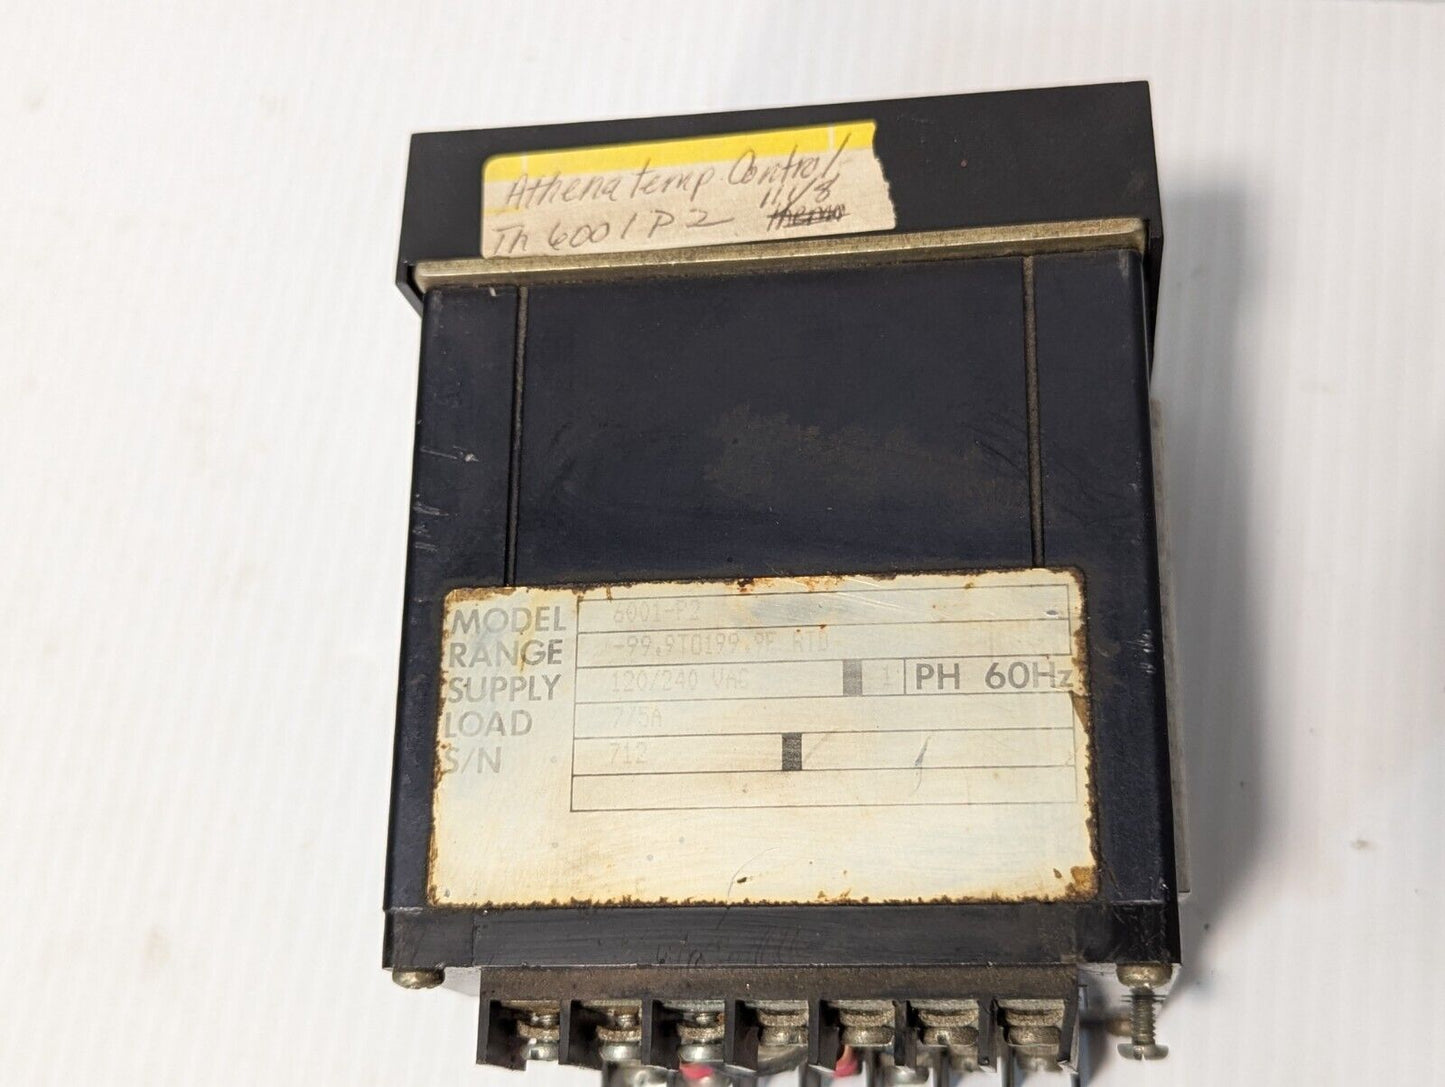 Athena temp Control
Th 6001 P2 11/8
MODEL 6001-P2
RANGE -99.9TO199.9F RTD
SUPPLY 120/240 VAC 1 PH 60Hz
LOAD 7/5A
S/N 712